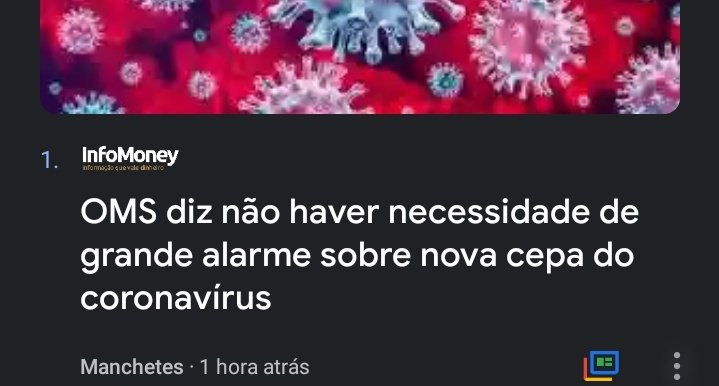 1. InfoMoney
informação que vale dinheiro
OMS diz não haver necessidade de
grande alarme sobre nova cepa do
coronavírus
Manchetes · 1 hora atrás